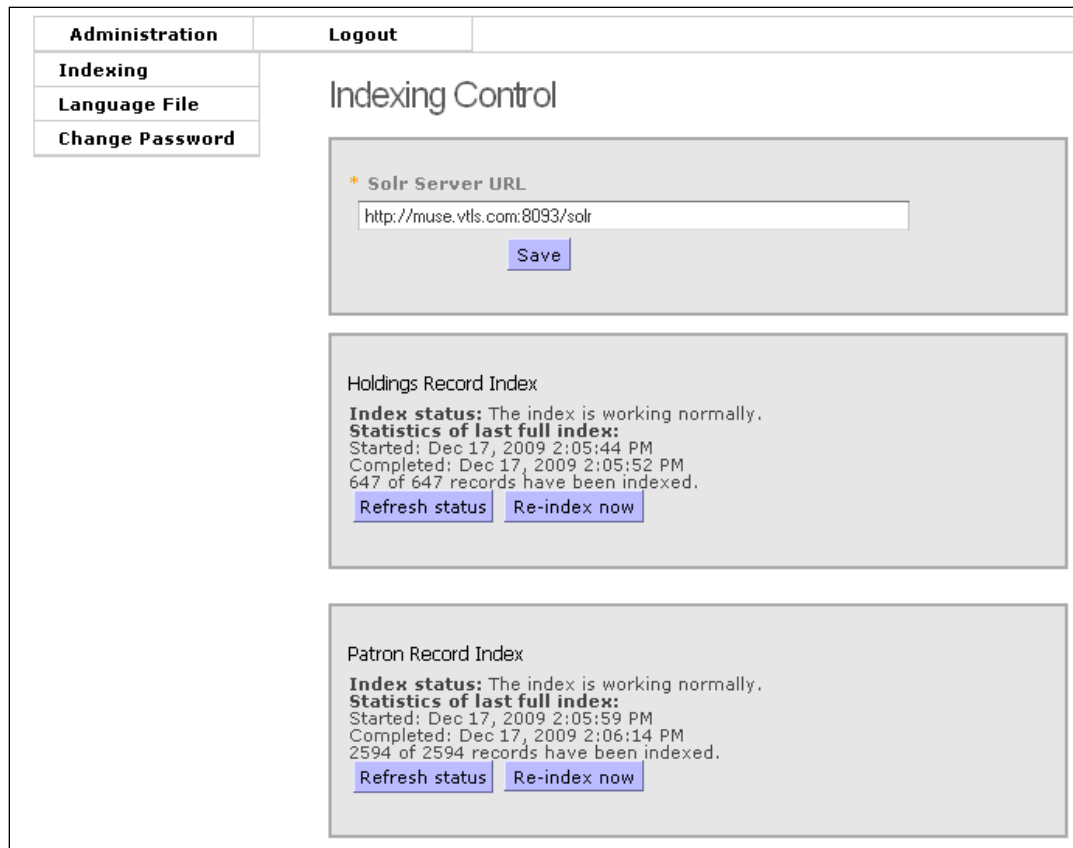 Administration Logout
Indexing
Language File
Change Password
Indexing Control
* Solr Server URL
http://muse.vtls.com:8093/solr
Save
Holdings Record Index
Index status: The index is working normally.
Statistics of last full index:
Started: Dec 17, 2009 2:05:44 PM
Completed: Dec 17, 2009 2:05:52 PM
647 of 647 records have been indexed.
Refresh status Re-index now
Patron Record Index
Index status: The index is working normally.
Statistics of last full index:
Started: Dec 17, 2009 2:05:59 PM
Completed: Dec 17, 2009 2:06:14 PM
2594 of 2594 records have been indexed.
Refresh status Re-index now